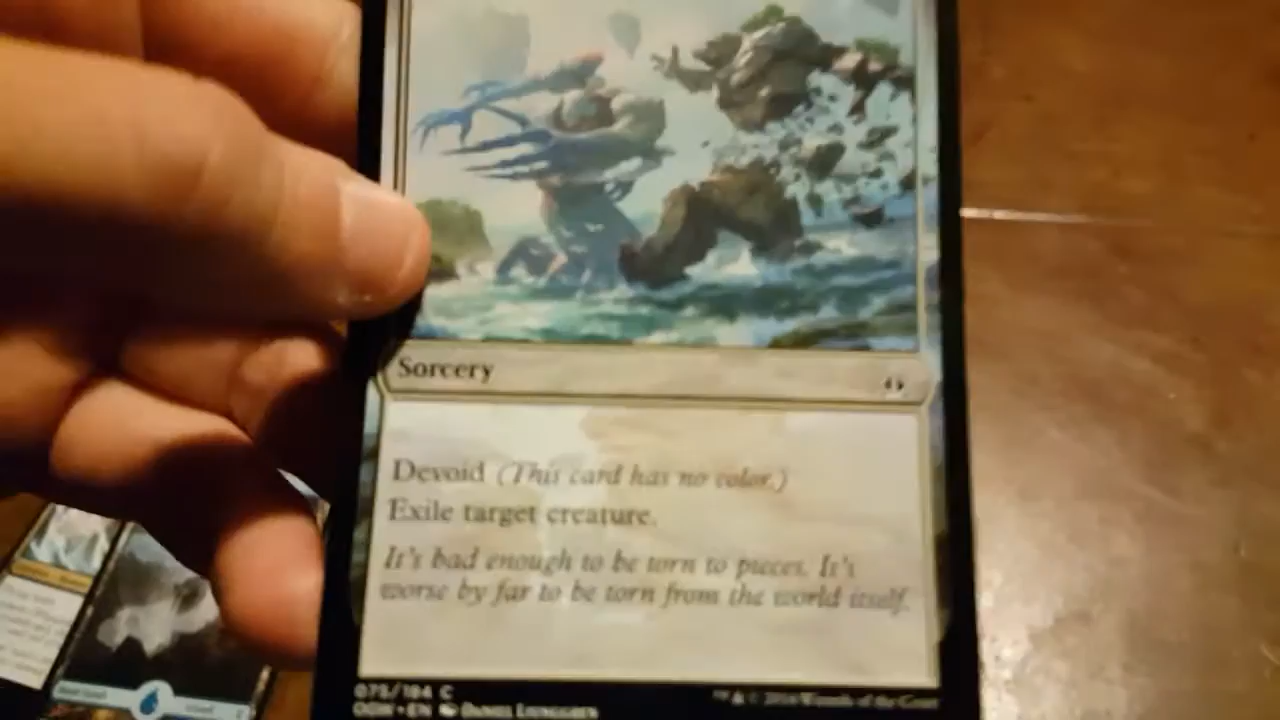 Sorcery
Devoid (This card has no color.)
Exile target creature.
It's bad enough to be torn to pieces. It's
worse by far to be torn from the world itself.
075/184 C
OGW • EN
™ & © 2016 Wizards of the Coast